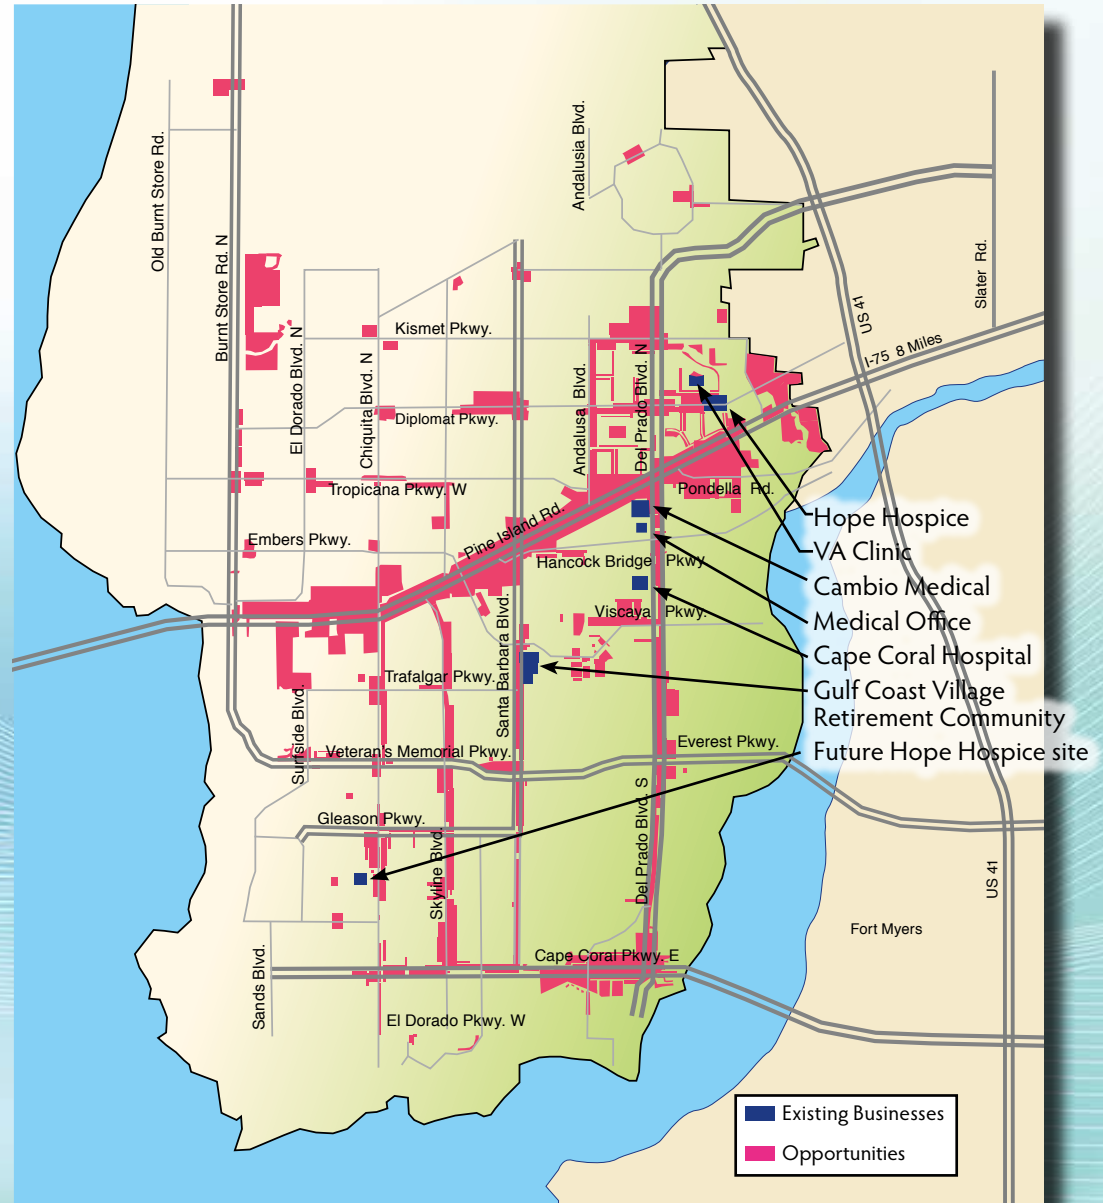 Andalusia Blvd.
Old Burnt Store Rd.
Burnt Store Rd. N
Slater Rd.
US 41
I-75 8 Miles
Kismet Pkwy.
El Dorado Blvd. N
Chiquita Blvd. N
Andalusa Blvd.
Del Prado Blvd. N
Diplomat Pkwy.
Tropicana Pkwy. W
Pondella Rd.
Pine Island Rd.
Embers Pkwy.
Hancock Bridge Pkwy
Hope Hospice
VA Clinic
Cambio Medical
Medical Office
Cape Coral Hospital
Gulf Coast Village
Retirement Community
Future Hope Hospice site
Viscaya Pkwy.
Santa Barbara Blvd.
Trafalgar Pkwy.
Surfside Blvd.
Veteran's Memorial Pkwy.
Everest Pkwy.
Gleason Pkwy.
Skyline Blvd.
Del Prado Blvd. S
US 41
Fort Myers
Sands Blvd.
Cape Coral Pkwy. E
El Dorado Pkwy. W
Existing Businesses
Opportunities